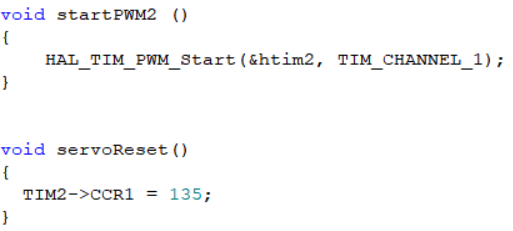 void startPWM2 ()
{
    HAL_TIM_PWM_Start(&htim2, TIM_CHANNEL_1);
}

void servoReset()
{
  TIM2->CCR1 = 135;
}